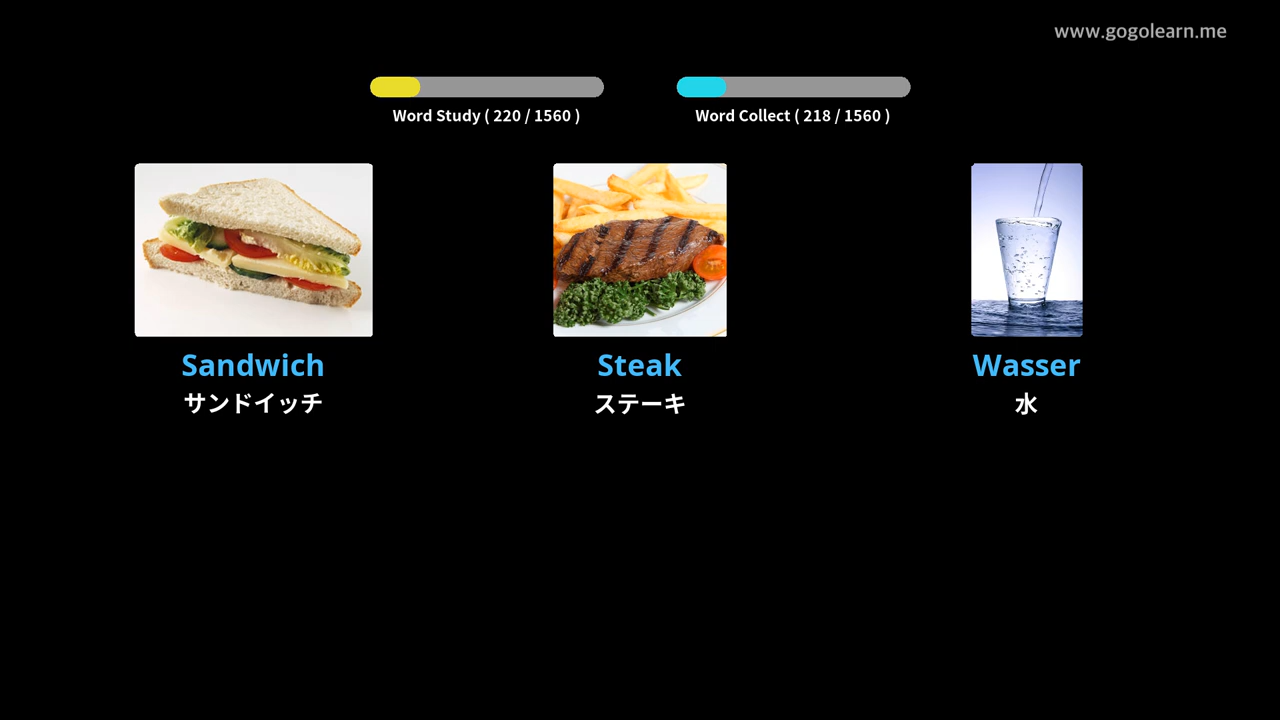 www.gogolearn.me
Word Study ( 220 / 1560 )
Word Collect ( 218 / 1560 )
Sandwich
サンドイッチ
Steak
ステーキ
Wasser
水